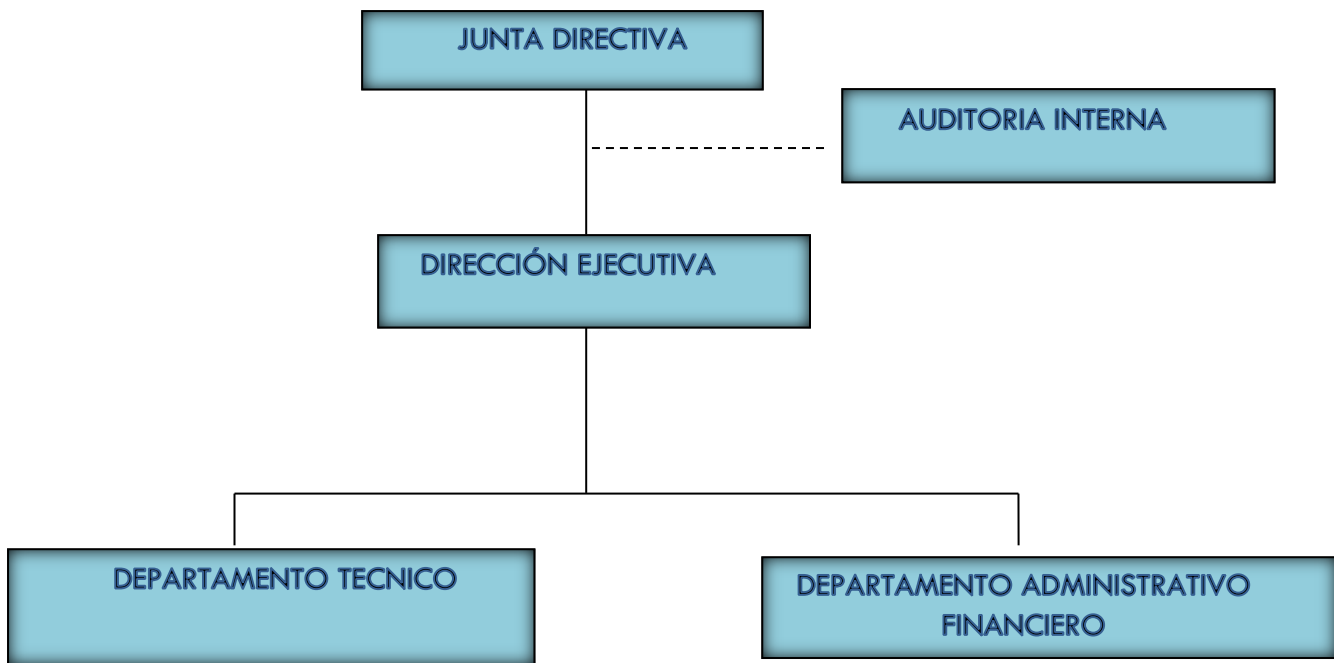 JUNTA DIRECTIVA
AUDITORIA INTERNA
DIRECCIÓN EJECUTIVA
DEPARTAMENTO TECNICO
DEPARTAMENTO ADMINISTRATIVO
FINANCIERO